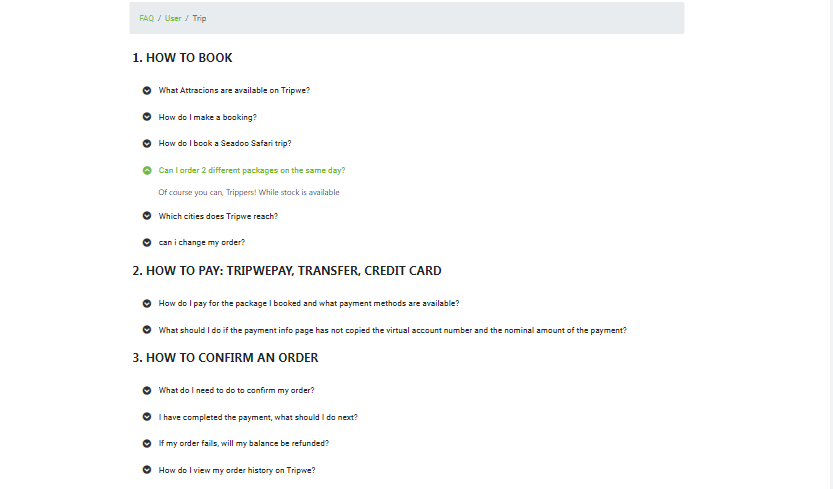 FAQ / User / Trip
1. HOW TO BOOK
What Attracions are available on Tripwe?
How do I make a booking?
How do I book a Seadoo Safari trip?
Can I order 2 different packages on the same day?
Of course you can, Trippers! While stock is available
Which cities does Tripwe reach?
can i change my order?
2. HOW TO PAY: TRIPWEPAY, TRANSFER, CREDIT CARD
How do I pay for the package I booked and what payment methods are available?
What should I do if the payment info page has not copied the virtual account number and the nominal amount of the payment?
3. HOW TO CONFIRM AN ORDER
What do I need to do to confirm my order?
I have completed the payment, what should I do next?
If my order fails, will my balance be refunded?
How do I view my order history on Tripwe?